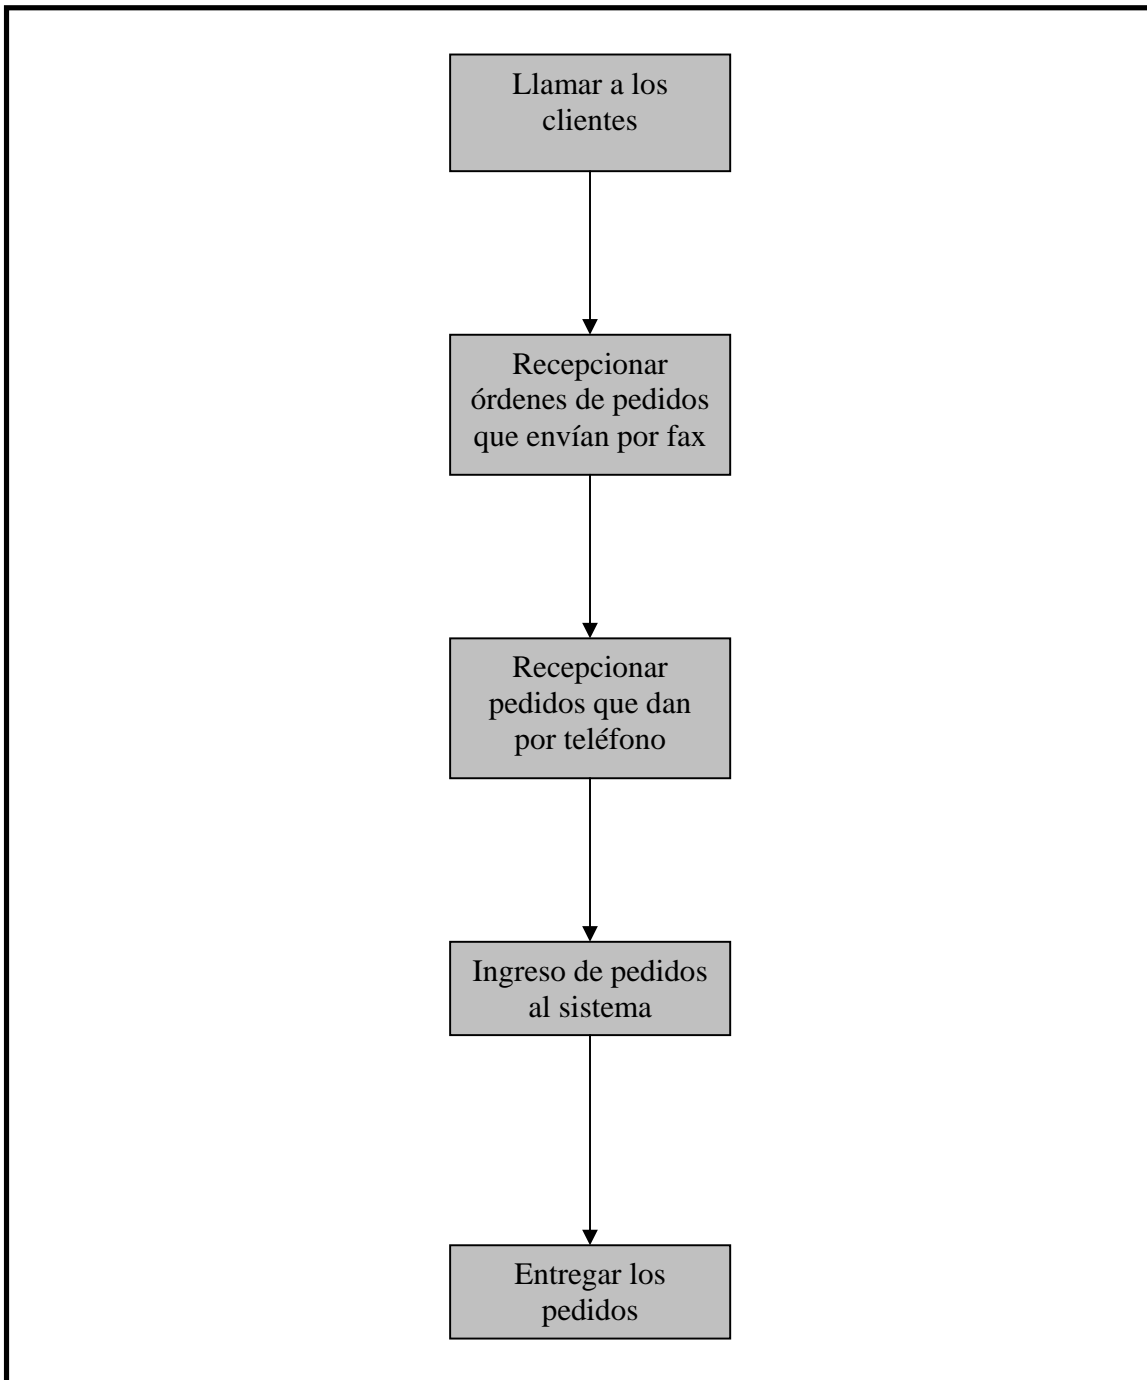 Llamar a los
clientes
Recepcionar
órdenes de pedidos
que envían por fax
Recepcionar
pedidos que dan
por teléfono
Ingreso de pedidos
al sistema
Entregar los
pedidos